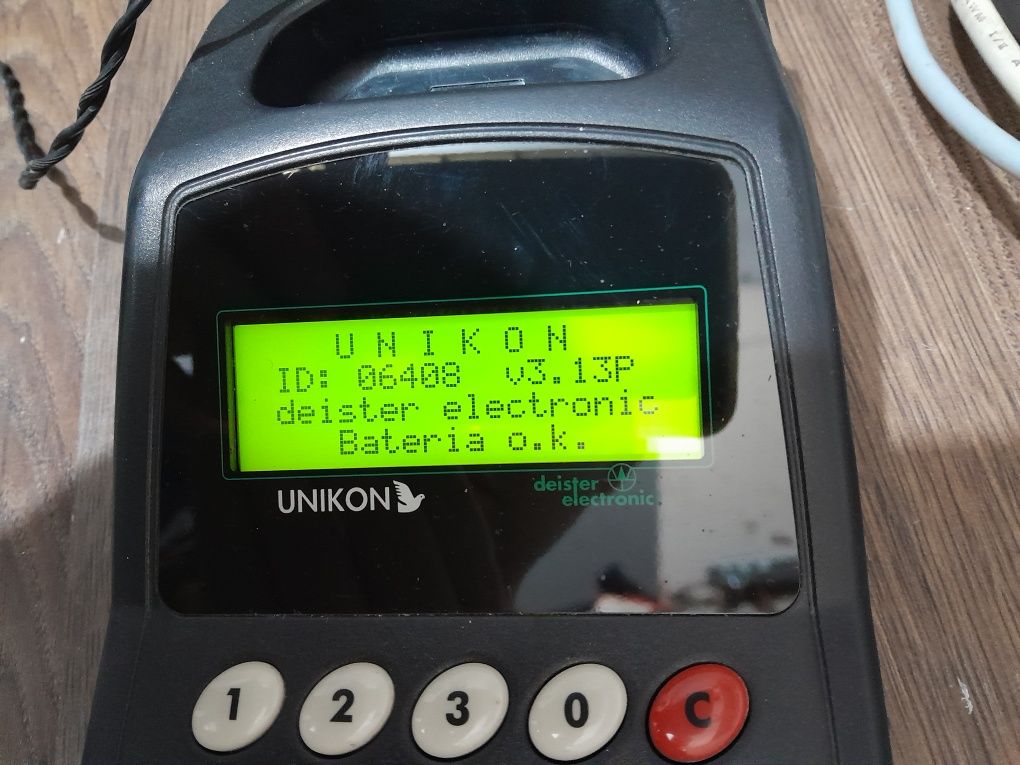 U N I K O N
ID: 06408 v3.13P
deister electronic
Bateria o.k.
UNIKON
deister
electronic
1 2 3 0 C